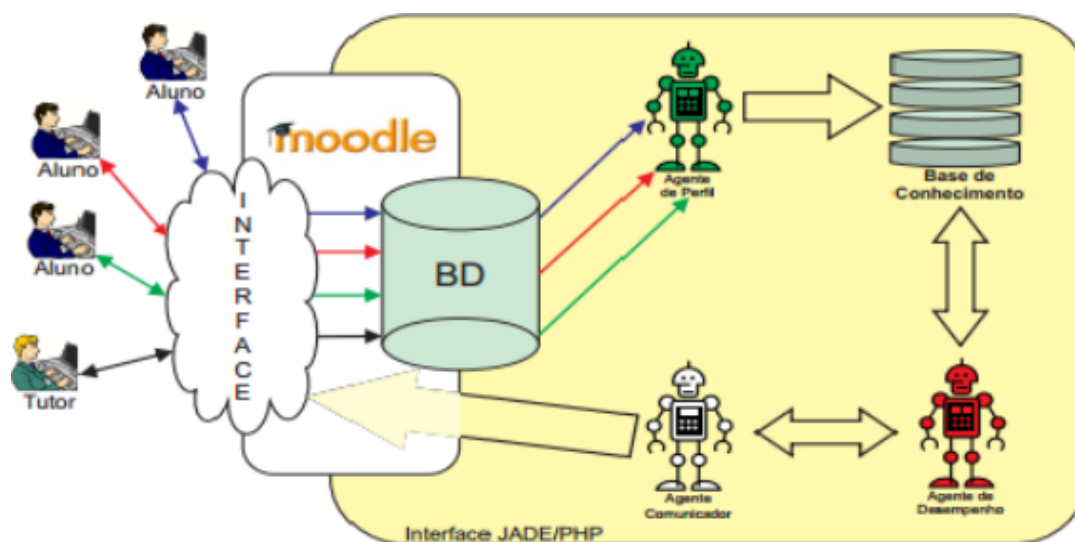 Aluno
Aluno
Aluno
Tutor
INTERFACE
moodle
BD
Agente
de Perfil
Base de
Conhecimento
Agente
Comunicador
Agente de
Desempenho
Interface JADE/PHP